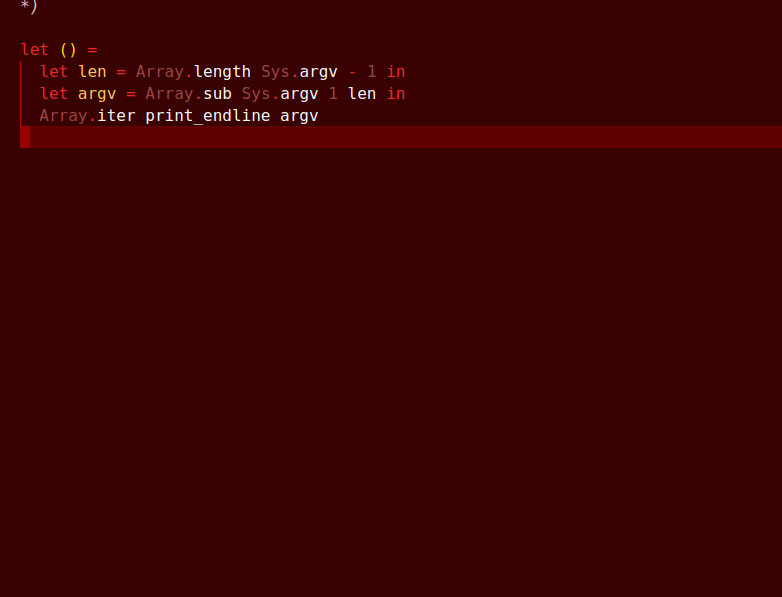 *)
let () =
let len = Array.length Sys.argv - 1 in
let argv = Array.sub Sys.argv 1 len in
Array.iter print_endline argv